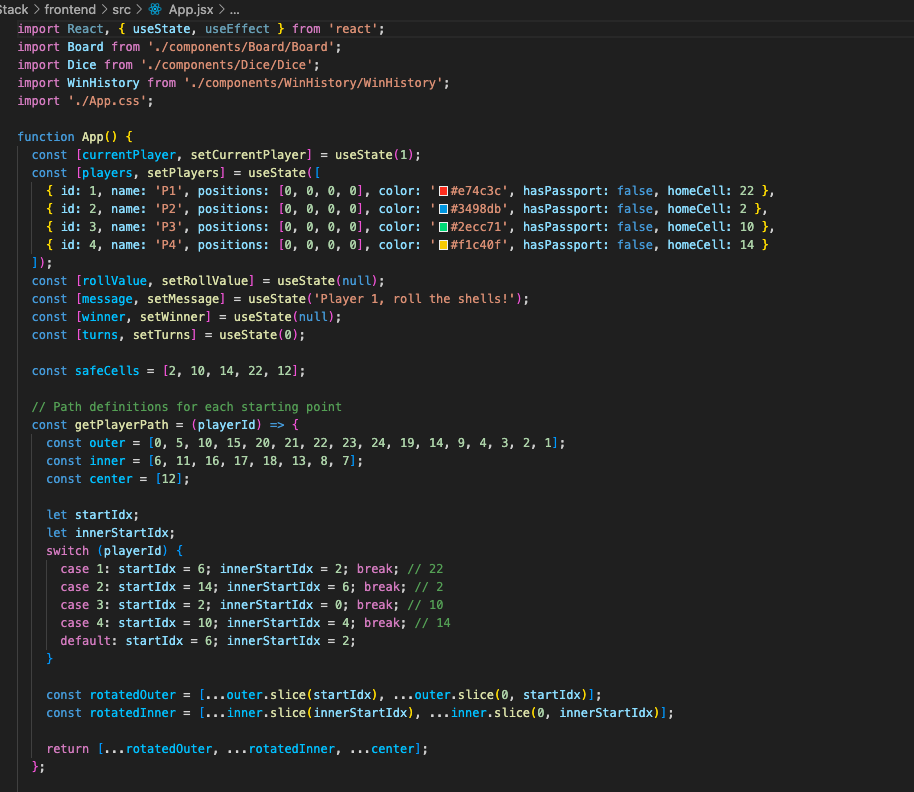 Stack > frontend > src > App.jsx > ...
import React, { useState, useEffect } from 'react';
import Board from './components/Board/Board';
import Dice from './components/Dice/Dice';
import WinHistory from './components/WinHistory/WinHistory';
import './App.css';

function App() {
  const [currentPlayer, setCurrentPlayer] = useState(1);
  const [players, setPlayers] = useState([
    { id: 1, name: 'P1', positions: [0, 0, 0, 0], color: '#e74c3c', hasPassport: false, homeCell: 22 },
    { id: 2, name: 'P2', positions: [0, 0, 0, 0], color: '#3498db', hasPassport: false, homeCell: 2 },
    { id: 3, name: 'P3', positions: [0, 0, 0, 0], color: '#2ecc71', hasPassport: false, homeCell: 10 },
    { id: 4, name: 'P4', positions: [0, 0, 0, 0], color: '#f1c40f', hasPassport: false, homeCell: 14 }
  ]);
  const [rollValue, setRollValue] = useState(null);
  const [message, setMessage] = useState('Player 1, roll the shells!');
  const [winner, setWinner] = useState(null);
  const [turns, setTurns] = useState(0);

  const safeCells = [2, 10, 14, 22, 12];

  // Path definitions for each starting point
  const getPlayerPath = (playerId) => {
    const outer = [0, 5, 10, 15, 20, 21, 22, 23, 24, 19, 14, 9, 4, 3, 2, 1];
    const inner = [6, 11, 16, 17, 18, 13, 8, 7];
    const center = [12];

    let startIdx;
    let innerStartIdx;
    switch (playerId) {
      case 1: startIdx = 6; innerStartIdx = 2; break; // 22
      case 2: startIdx = 14; innerStartIdx = 6; break; // 2
      case 3: startIdx = 2; innerStartIdx = 0; break; // 10
      case 4: startIdx = 10; innerStartIdx = 4; break; // 14
      default: startIdx = 6; innerStartIdx = 2;
    }

    const rotatedOuter = [...outer.slice(startIdx), ...outer.slice(0, startIdx)];
    const rotatedInner = [...inner.slice(innerStartIdx), ...inner.slice(0, innerStartIdx)];

    return [...rotatedOuter, ...rotatedInner, ...center];
  };